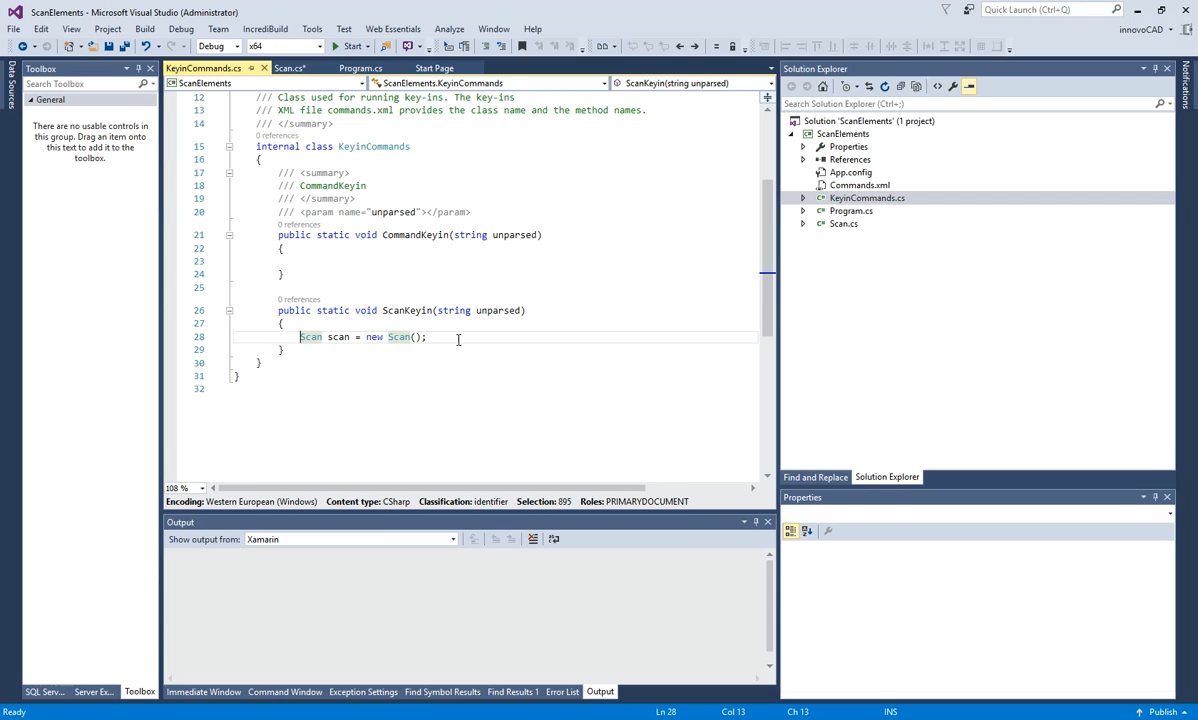 ScanElements - Microsoft Visual Studio (Administrator)
Quick Launch (Ctrl+Q)
File Edit View Project Build Debug Team IncrediBuild Tools Test Web Essentials Analyze Window Help
innovoCAD
Debug x64 Start
Data Sources
Toolbox
Search Toolbox
General
There are no usable controls in
this group. Drag an item onto
this text to add it to the
toolbox.
KeyinCommands.cs Scan.cs* Program.cs Start Page
ScanElements ScanElements.KeyinCommands ScanKeyin(string unparsed)
12 /// Class used for running key-ins. The key-ins
13 /// XML file commands.xml provides the class name and the method names.
14 /// </summary>
0 references
15 internal class KeyinCommands
16 {
17 /// <summary>
18 /// CommandKeyin
19 /// </summary>
20 /// <param name="unparsed"></param>
0 references
21 public static void CommandKeyin(string unparsed)
22 {
23
24 }
25
0 references
26 public static void ScanKeyin(string unparsed)
27 {
28 Scan scan = new Scan();
29 }
30 }
31 }
32
108 %
Encoding: Western European (Windows) Content type: CSharp Classification: identifier Selection: 895 Roles: PRIMARYDOCUMENT
Output
Show output from: Xamarin
Solution Explorer
Search Solution Explorer (Ctrl+;)
Solution 'ScanElements' (1 project)
ScanElements
Properties
References
App.config
Commands.xml
KeyinCommands.cs
Program.cs
Scan.cs
Find and Replace Solution Explorer
Properties
Notifications
SQL Serv... Server Ex... Toolbox
Immediate Window Command Window Exception Settings Find Symbol Results Find Results 1 Error List Output
Ready Ln 28 Col 13 Ch 13 INS Publish